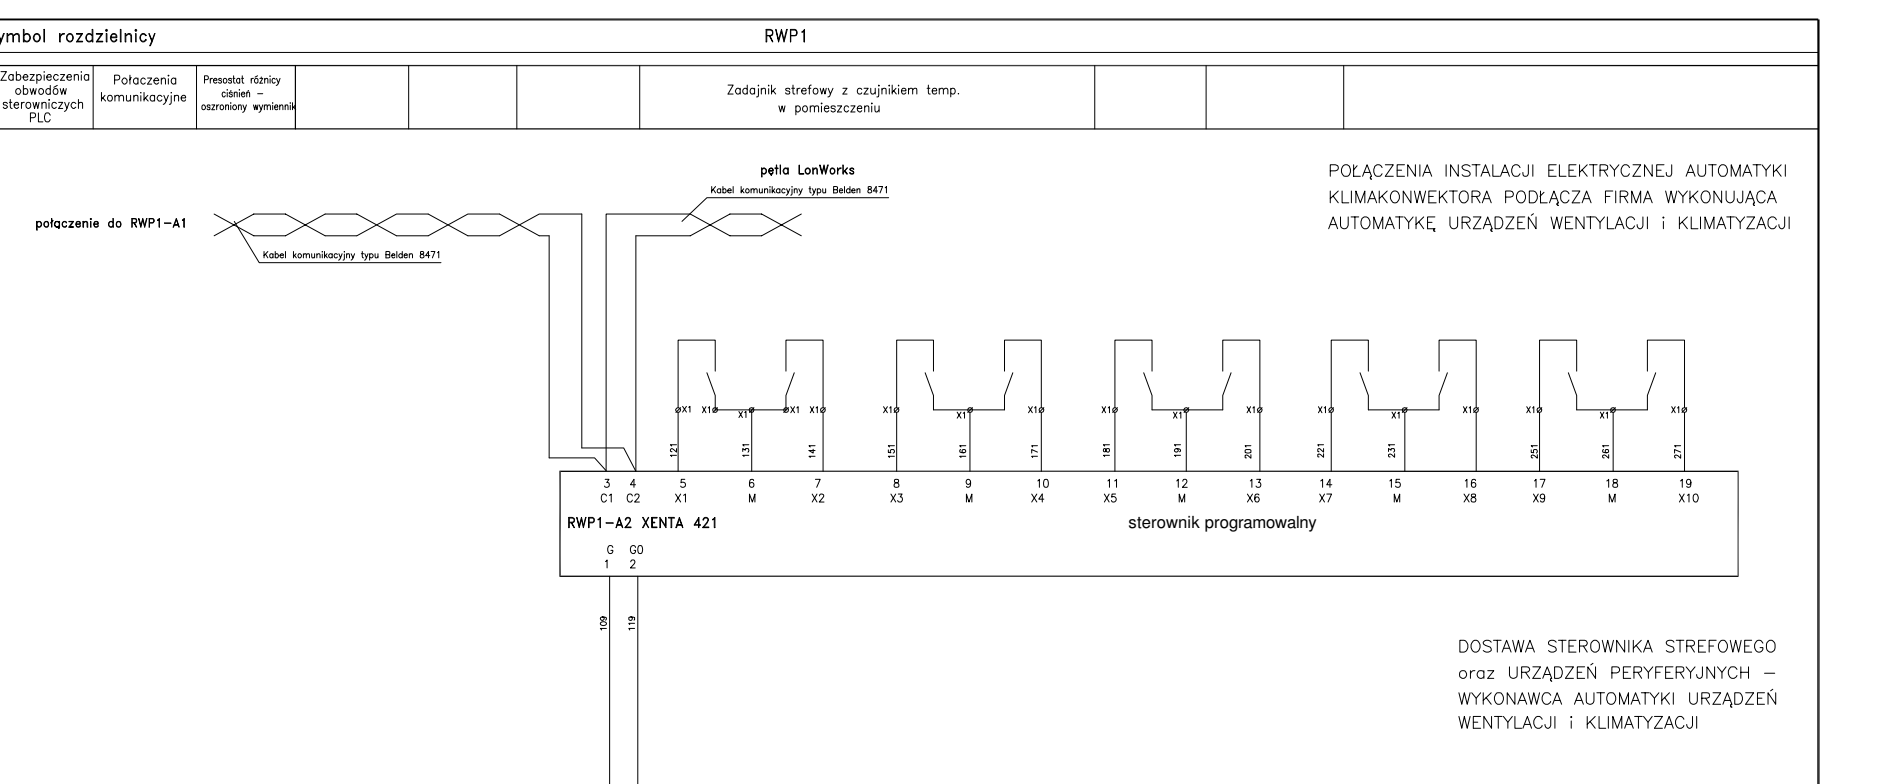 ymbol rozdzielnicy RWP1
Zabezpieczenia
obwodów
sterowniczych
PLC
Połaczenia
komunikacyjne
Presostat różnicy
ciśnień –
oszroniony wymiennik
Zadajnik strefowy z czujnikiem temp.
w pomieszczeniu
pętla LonWorks
Kabel komunikacyjny typu Belden 8471
połączenie do RWP1-A1
Kabel komunikacyjny typu Belden 8471
POŁĄCZENIA INSTALACJI ELEKTRYCZNEJ AUTOMATYKI
KLIMAKONWEKTORA PODŁĄCZA FIRMA WYKONUJĄCA
AUTOMATYKĘ URZĄDZEŃ WENTYLACJI i KLIMATYZACJI
X1 X1 X1 X1 X1 X1 X1 X1 X1 X1 X1 X1 X1 X1 X1 X1 X1
121 131 141 151 161 171 181 191 201 221 231 251 261 271
3 4 5 6 7 8 9 10 11 12 13 14 15 16 17 18 19
C1 C2 X1 M X2 X3 M X4 X5 M X6 X7 M X8 X9 M X10
RWP1-A2 XENTA 421 sterownik programowalny
G G0
1 2
109 119
DOSTAWA STEROWNIKA STREFOWEGO
oraz URZĄDZEŃ PERYFERYJNYCH –
WYKONAWCA AUTOMATYKI URZĄDZEŃ
WENTYLACJI i KLIMATYZACJI